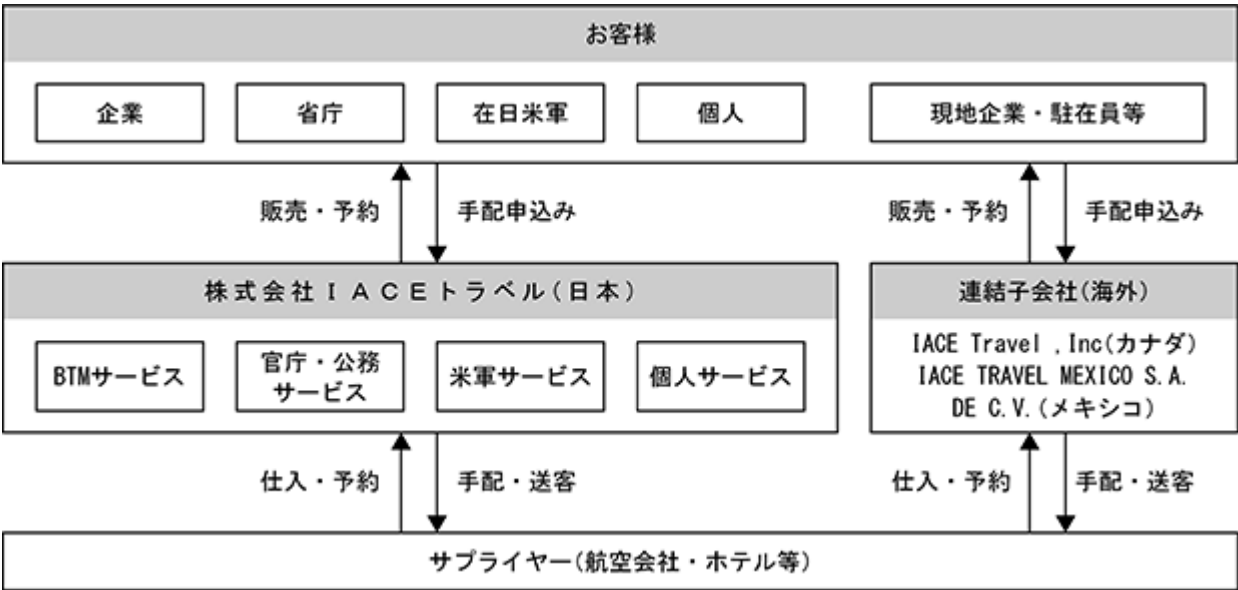 お客様
企業
省庁
在日米軍
個人
現地企業・駐在員等
販売・予約
手配申込み
販売・予約
手配申込み
株式会社ＩＡＣＥトラベル(日本)
BTMサービス
官庁・公務
サービス
米軍サービス
個人サービス
連結子会社(海外)
IACE Travel ,Inc(カナダ)
IACE TRAVEL MEXICO S.A.
DE C.V.(メキシコ)
仕入・予約
手配・送客
仕入・予約
手配・送客
サプライヤー(航空会社・ホテル等)